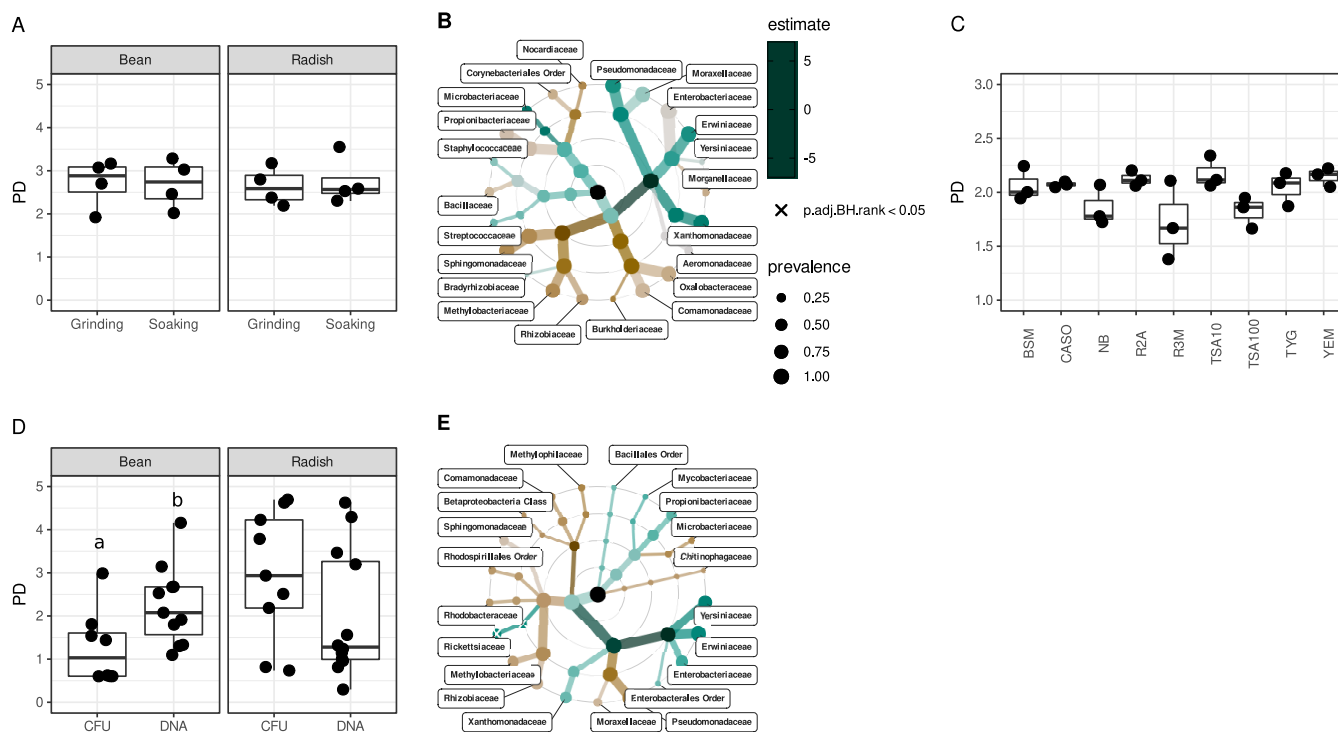 A
Bean
Radish
5
4
3
2
1
0
PD
Grinding
Soaking
Grinding
Soaking
B
Nocardiaceae
Corynebacteriales Order
Microbacteriaceae
Propionibacteriaceae
Staphylococcaceae
Bacillaceae
Streptococcaceae
Sphingomonadaceae
Bradyrhizobiaceae
Methylobacteriaceae
Rhizobiaceae
Burkholderiaceae
Pseudomonadaceae
Moraxellaceae
Enterobacteriaceae
Erwiniaceae
Yersiniaceae
Morganellaceae
Xanthomonadaceae
Aeromonadaceae
Oxalobacteraceae
Comamonadaceae
estimate
5
0
-5
p.adj.BH.rank < 0.05
prevalence
0.25
0.50
0.75
1.00
C
3.0
2.5
2.0
1.5
1.0
PD
BSM
CASO
NB
R2A
R3M
TSA10
TSA100
TYG
YEM
D
Bean
Radish
5
4
3
2
1
0
PD
a
b
CFU
DNA
CFU
DNA
E
Methylophilaceae
Comamonadaceae
Betaproteobacteria Class
Sphingomonadaceae
Rhodospirillales Order
Rhodobacteraceae
Rickettsiaceae
Methylobacteriaceae
Rhizobiaceae
Xanthomonadaceae
Moraxellaceae
Bacillales Order
Mycobacteriaceae
Propionibacteriaceae
Microbacteriaceae
Chitinophagaceae
Yersiniaceae
Erwiniaceae
Enterobacteriaceae
Enterobacterales Order
Pseudomonadaceae